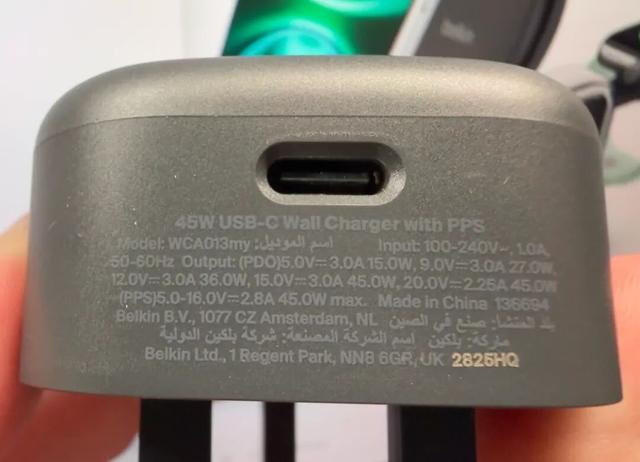 belkin
45W USB-C Wall Charger with PPS
Model: WCA013my اسم الموديل: Input: 100-240V~, 1.0A,
50-60Hz Output: (PDO)5.0V⎓3.0A 15.0W, 9.0V⎓3.0A 27.0W,
12.0V⎓3.0A 36.0W, 15.0V⎓3.0A 45.0W, 20.0V⎓2.25A 45.0W
(PPS)5.0-16.0V⎓2.8A 45.0W max. Made in China 136694
Belkin B.V., 1077 CZ Amsterdam, NL بلد المنشأ: صنع في الصين
ماركة: بلكين اسم الشركة المصنعة: شركة بلكين الدولية
Belkin Ltd., 1 Regent Park, NN8 6GR, UK 2825HQ